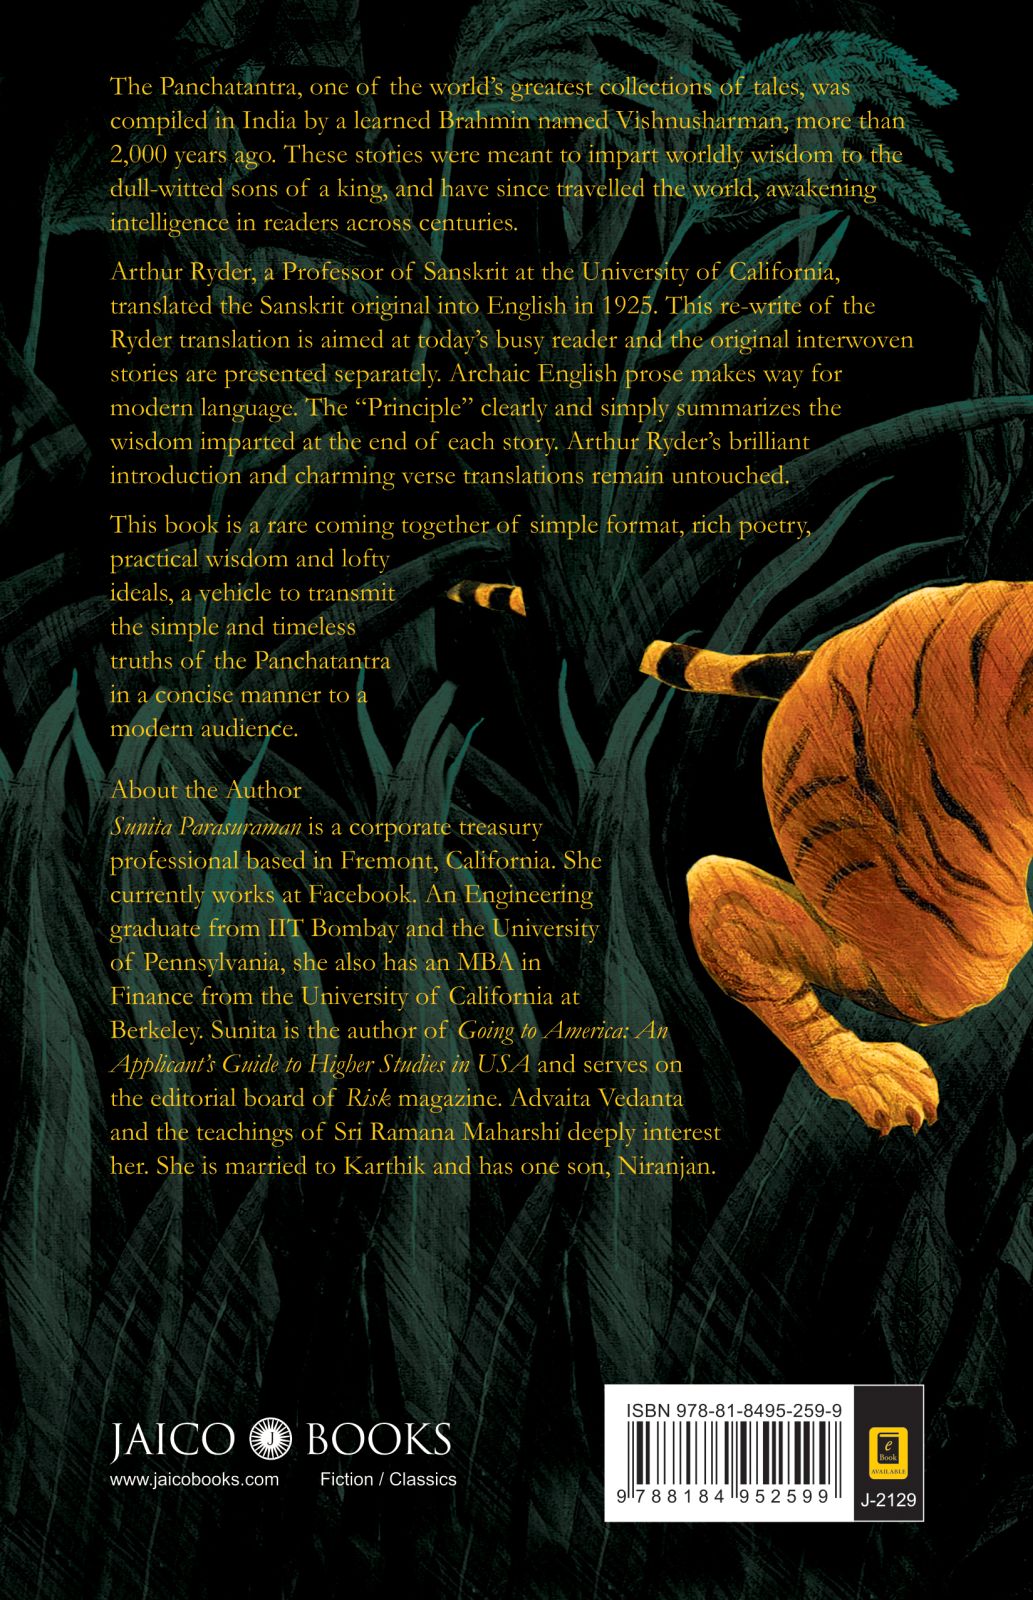 The Panchatantra, one of the world's greatest collections of tales, was
compiled in India by a learned Brahmin named Vishnusharman, more than
2,000 years ago. These stories were meant to impart worldly wisdom to the
dull-witted sons of a king, and have since travelled the world, awakening
intelligence in readers across centuries.
Arthur Ryder, a Professor of Sanskrit at the University of California,
translated the Sanskrit original into English in 1925. This re-write of the
Ryder translation is aimed at today's busy reader and the original interwoven
stories are presented separately. Archaic English prose makes way for
modern language. The “Principle” clearly and simply summarizes the
wisdom imparted at the end of each story. Arthur Ryder's brilliant
introduction and charming verse translations remain untouched.
This book is a rare coming together of simple format, rich poetry,
practical wisdom and lofty
ideals, a vehicle to transmit
the simple and timeless
truths of the Panchatantra
in a concise manner to a
modern audience.
About the Author
Sunita Parasuraman is a corporate treasury
professional based in Fremont, California. She
currently works at Facebook. An Engineering
graduate from IIT Bombay and the University
of Pennsylvania, she also has an MBA in
Finance from the University of California at
Berkeley. Sunita is the author of Going to America: An
Applicant's Guide to Higher Studies in USA and serves on
the editorial board of Risk magazine. Advaita Vedanta
and the teachings of Sri Ramana Maharshi deeply interest
her. She is married to Karthik and has one son, Niranjan.
JAICO J BOOKS
www.jaicobooks.com Fiction / Classics
ISBN 978-81-8495-259-9
9 788184 952599
e
Book
AVAILABLE
J-2129